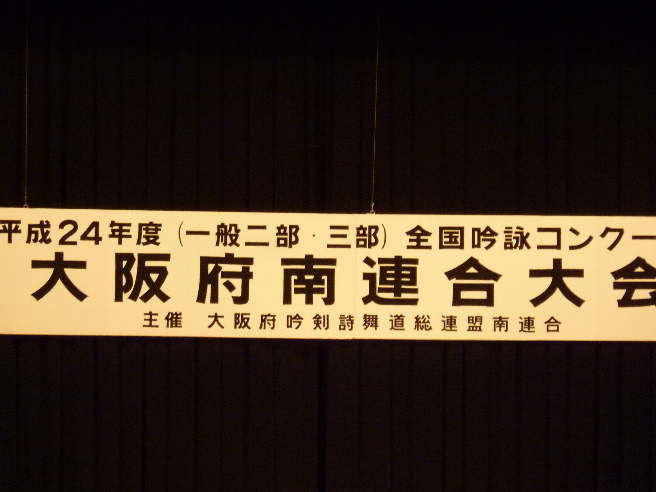 平成24年度(一般二部・三部)全国吟詠コンクー
大阪府南連合大会
主催 大阪府吟剣詩舞道総連盟南連合